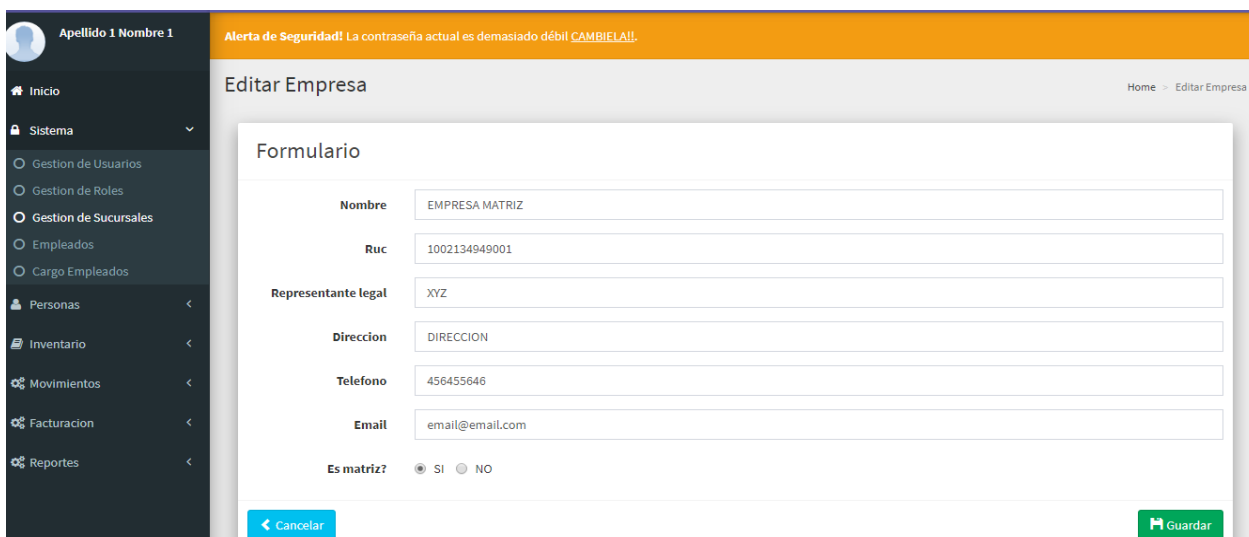 Apellido 1 Nombre 1
Alerta de Seguridad! La contraseña actual es demasiado débil CAMBIELA!!.
Inicio
Sistema
Gestion de Usuarios
Gestion de Roles
Gestion de Sucursales
Empleados
Cargo Empleados
Personas
Inventario
Movimientos
Facturacion
Reportes
Editar Empresa
Home > Editar Empresa
Formulario
Nombre EMPRESA MATRIZ
Ruc 1002134949001
Representante legal XYZ
Direccion DIRECCION
Telefono 456455646
Email email@email.com
Es matriz? SI NO
Cancelar Guardar